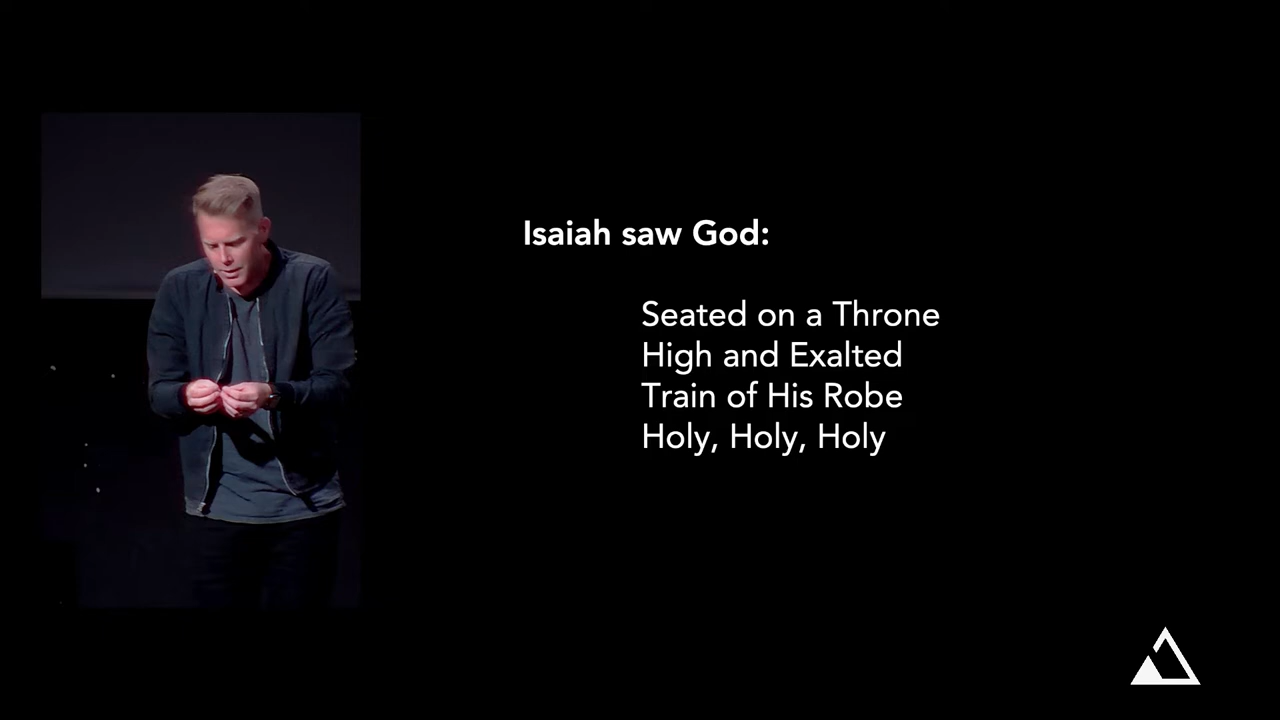 Isaiah saw God:
Seated on a Throne
High and Exalted
Train of His Robe
Holy, Holy, Holy